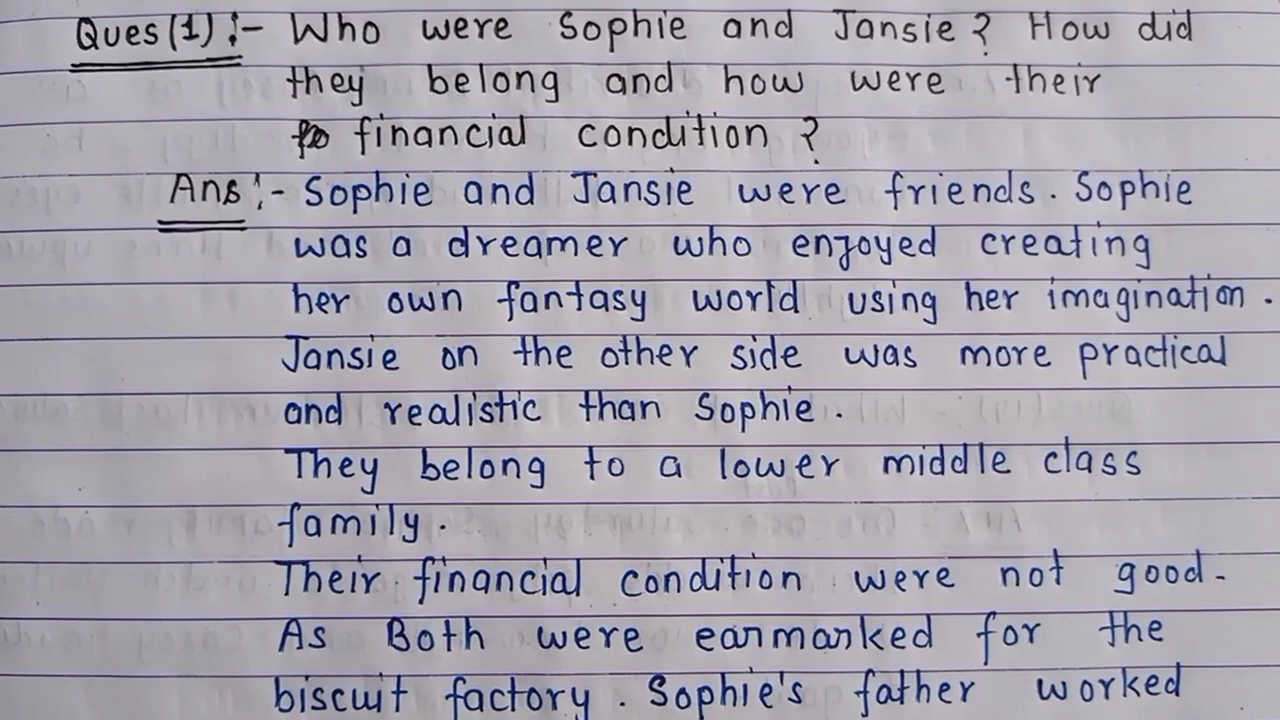 Ques(1) :- Who were Sophie and Jansie ? How did
they belong and how were their
financial condition ?
Ans :- Sophie and Jansie were friends. Sophie
was a dreamer who enjoyed creating
her own fantasy world using her imagination.
Jansie on the other side was more practical
and realistic than Sophie.
They belong to a lower middle class
family.
Their financial condition were not good.
As Both were earmarked for the
biscuit factory. Sophie's father worked